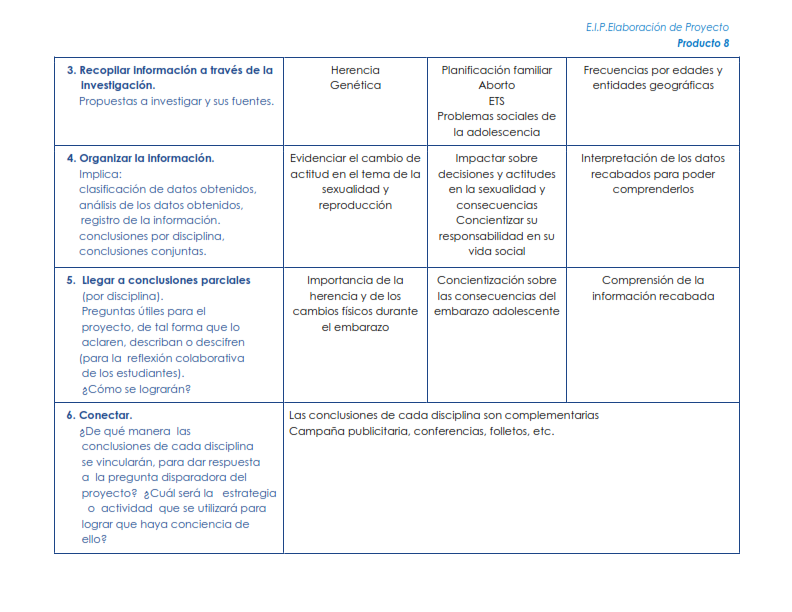 E.I.P.Elaboración de Proyecto
Producto 8
3. Recopilar información a través de la
investigación.
Propuestas a investigar y sus fuentes.
Herencia
Genética
Planificación familiar
Aborto
ETS
Problemas sociales de
la adolescencia
Frecuencias por edades y
entidades geográficas
4. Organizar la información.
Implica:
clasificación de datos obtenidos,
análisis de los datos obtenidos,
registro de la información.
conclusiones por disciplina,
conclusiones conjuntas.
Evidenciar el cambio de
actitud en el tema de la
sexualidad y
reproducción
Impactar sobre
decisiones y actitudes
en la sexualidad y
consecuencias
Concientizar su
responsabilidad en su
vida social
Interpretación de los datos
recabados para poder
comprenderlos
5. Llegar a conclusiones parciales
(por disciplina).
Preguntas útiles para el
proyecto, de tal forma que lo
aclaren, describan o descifren
(para la reflexión colaborativa
de los estudiantes).
¿Cómo se lograrán?
Importancia de la
herencia y de los
cambios físicos durante
el embarazo
Concientización sobre
las consecuencias del
embarazo adolescente
Comprensión de la
información recabada
6. Conectar.
¿De qué manera las
conclusiones de cada disciplina
se vincularán, para dar respuesta
a la pregunta disparadora del
proyecto? ¿Cuál será la estrategia
o actividad que se utilizará para
lograr que haya conciencia de
ello?
Las conclusiones de cada disciplina son complementarias
Campaña publicitaria, conferencias, folletos, etc.